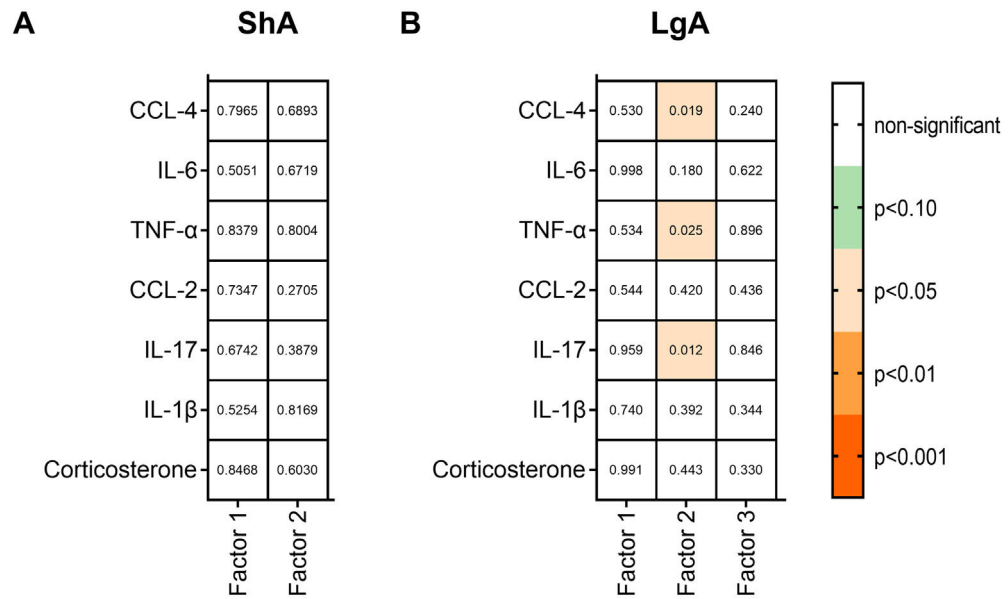 A ShA B LgA
CCL-4 0.7965 0.6893 CCL-4 0.530 0.019 0.240 non-significant
IL-6 0.5051 0.6719 IL-6 0.998 0.180 0.622
p<0.10
TNF-α 0.8379 0.8004 TNF-α 0.534 0.025 0.896
CCL-2 0.7347 0.2705 CCL-2 0.544 0.420 0.436 p<0.05
IL-17 0.6742 0.3879 IL-17 0.959 0.012 0.846
p<0.01
IL-1β 0.5254 0.8169 IL-1β 0.740 0.392 0.344
Corticosterone 0.8468 0.6030 Corticosterone 0.991 0.443 0.330 p<0.001
Factor 1 Factor 2 Factor 1 Factor 2 Factor 3